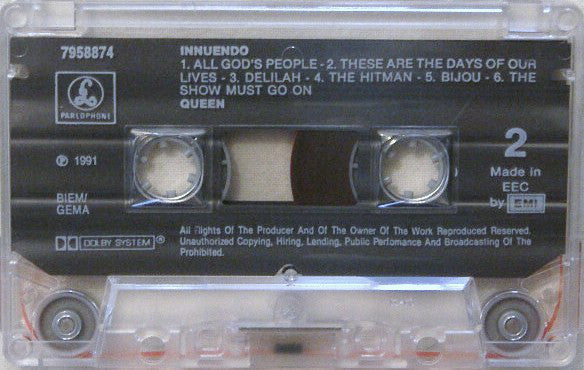 7958874
INNUENDO
1. ALL GOD'S PEOPLE - 2. THESE ARE THE DAYS OF OUR
LIVES - 3. DELILAH - 4. THE HITMAN - 5. BIJOU - 6. THE
SHOW MUST GO ON
QUEEN
PARLOPHONE
℗ 1991
BIEM/
GEMA
2
Made in
EEC
by EMI
DOLBY SYSTEM®
All Rights Of The Producer And Of The Owner Of The Work Reproduced Reserved.
Unauthorized Copying, Hiring, Lending, Public Perfomance And Broadcasting Of The
Prohibited.